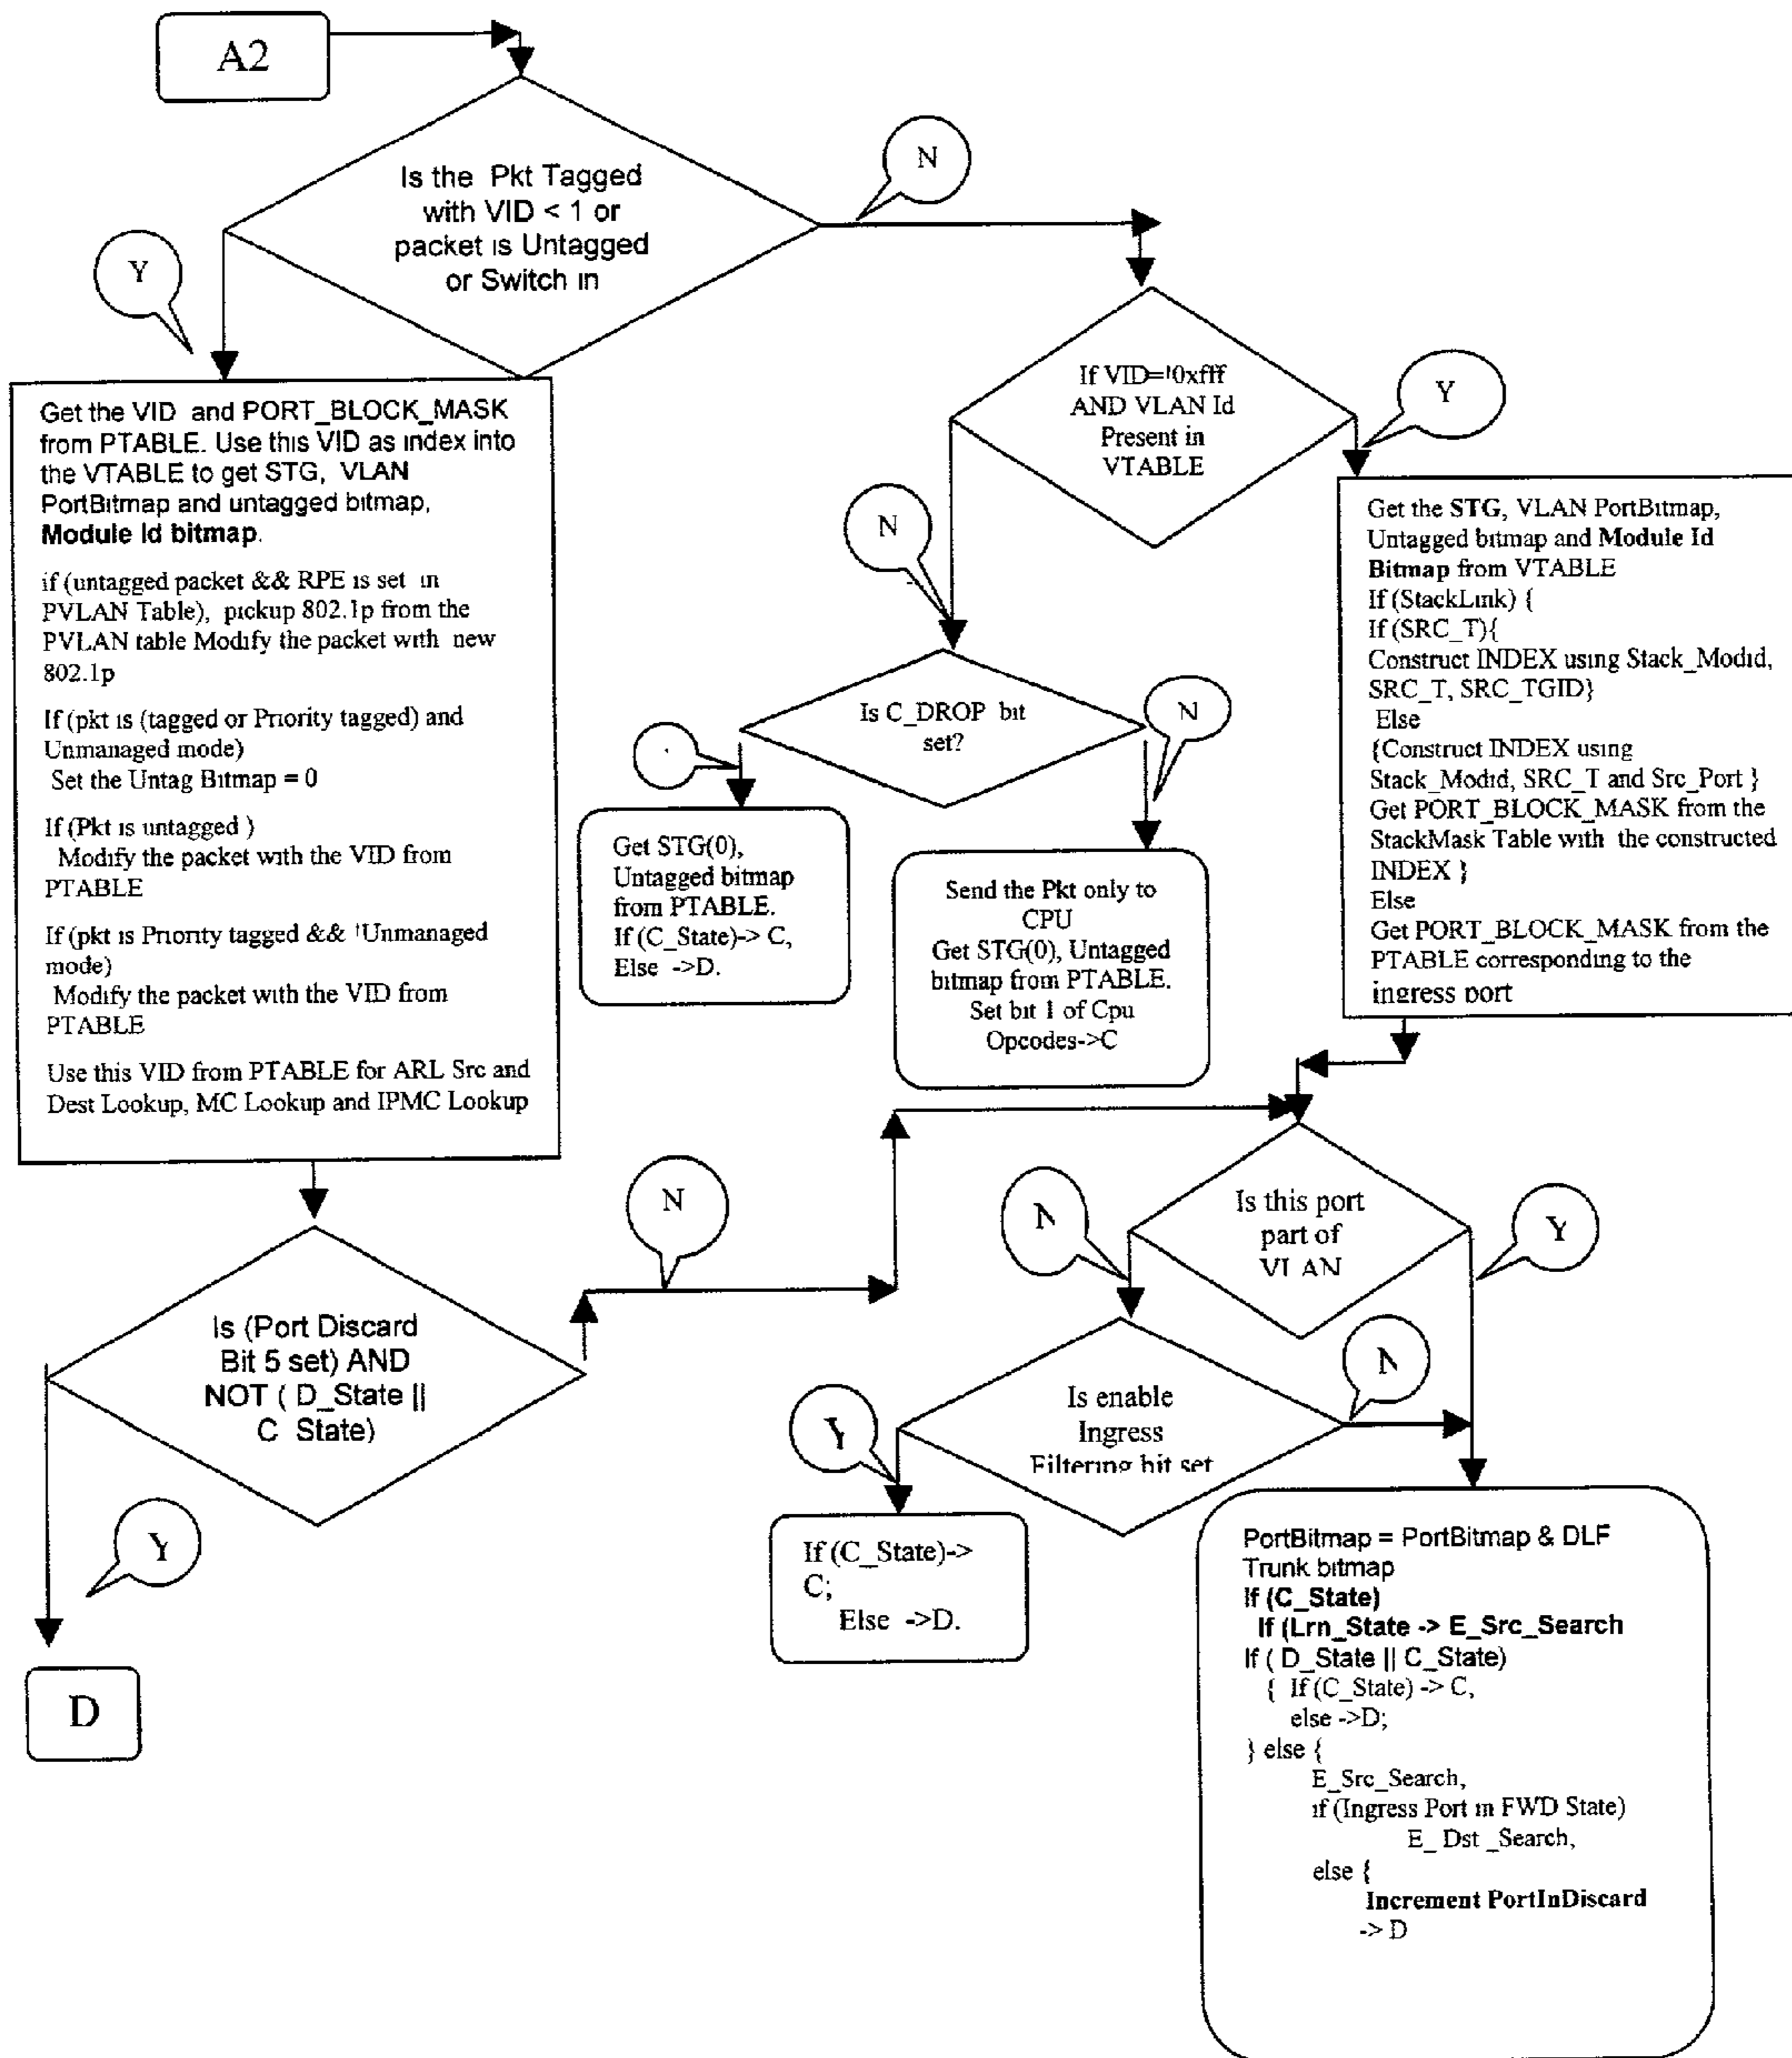 A2
Is the Pkt Tagged
with VID < 1 or
packet is Untagged
or Switch in
N
Y
Get the VID and PORT_BLOCK_MASK
from PTABLE. Use this VID as index into
the VTABLE to get STG, VLAN
PortBitmap and untagged bitmap,
Module Id bitmap.
if (untagged packet && RPE is set in
PVLAN Table), pickup 802.1p from the
PVLAN table Modify the packet with new
802.1p
If (pkt is (tagged or Priority tagged) and
Unmanaged mode)
Set the Untag Bitmap = 0
If (Pkt is untagged )
Modify the packet with the VID from
PTABLE
If (pkt is Priority tagged && !Unmanaged
mode)
Modify the packet with the VID from
PTABLE
Use this VID from PTABLE for ARL Src and
Dest Lookup, MC Lookup and IPMC Lookup
If VID=!0xfff
AND VLAN Id
Present in
VTABLE
Y
N
Get the STG, VLAN PortBitmap,
Untagged bitmap and Module Id
Bitmap from VTABLE
If (StackLink) {
If (SRC_T){
Construct INDEX using Stack_Modid,
SRC_T, SRC_TGID}
Else
{Construct INDEX using
Stack_Modid, SRC_T and Src_Port }
Get PORT_BLOCK_MASK from the
StackMask Table with the constructed
INDEX }
Else
Get PORT_BLOCK_MASK from the
PTABLE corresponding to the
ingress port
Is C_DROP bit
set?
N
Get STG(0),
Untagged bitmap
from PTABLE.
If (C_State)-> C,
Else ->D.
Send the Pkt only to
CPU
Get STG(0), Untagged
bitmap from PTABLE.
Set bit 1 of Cpu
Opcodes->C
N
Is (Port Discard
Bit 5 set) AND
NOT ( D_State ||
C_State)
Y
D
Is this port
part of
VLAN
N
Y
Is enable
Ingress
Filtering bit set
N
Y
If (C_State)->
C;
Else ->D.
PortBitmap = PortBitmap & DLF
Trunk bitmap
If (C_State)
If (Lrn_State -> E_Src_Search
If ( D_State || C_State)
{ If (C_State) -> C,
else ->D;
} else {
E_Src_Search,
if (Ingress Port in FWD State)
E_ Dst _Search,
else {
Increment PortInDiscard
-> D